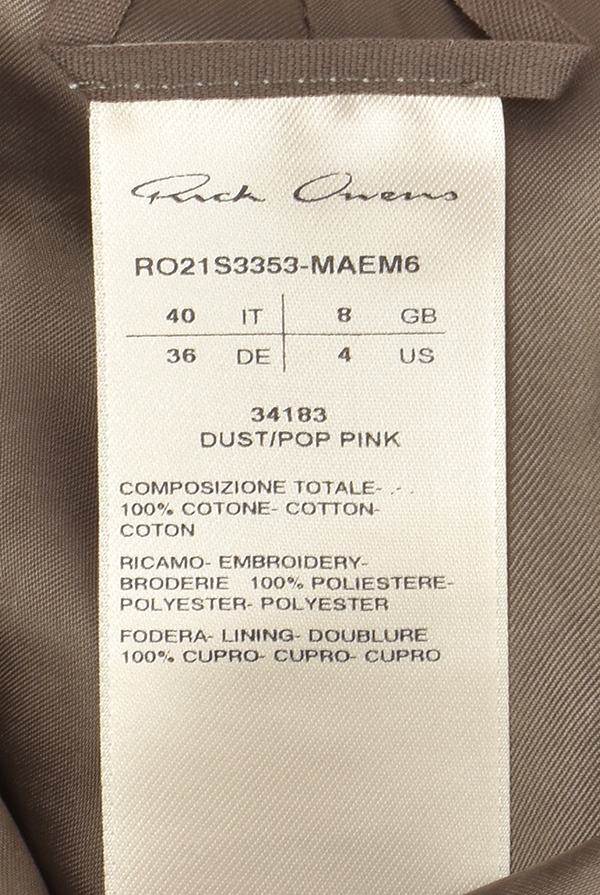 Rick Owens
RO21S3353-MAEM6
40 IT 8 GB
36 DE 4 US
34183
DUST/POP PINK
COMPOSIZIONE TOTALE-
100% COTONE- COTTON-
COTON
RICAMO- EMBROIDERY-
BRODERIE 100% POLIESTERE-
POLYESTER- POLYESTER
FODERA- LINING- DOUBLURE
100% CUPRO- CUPRO- CUPRO